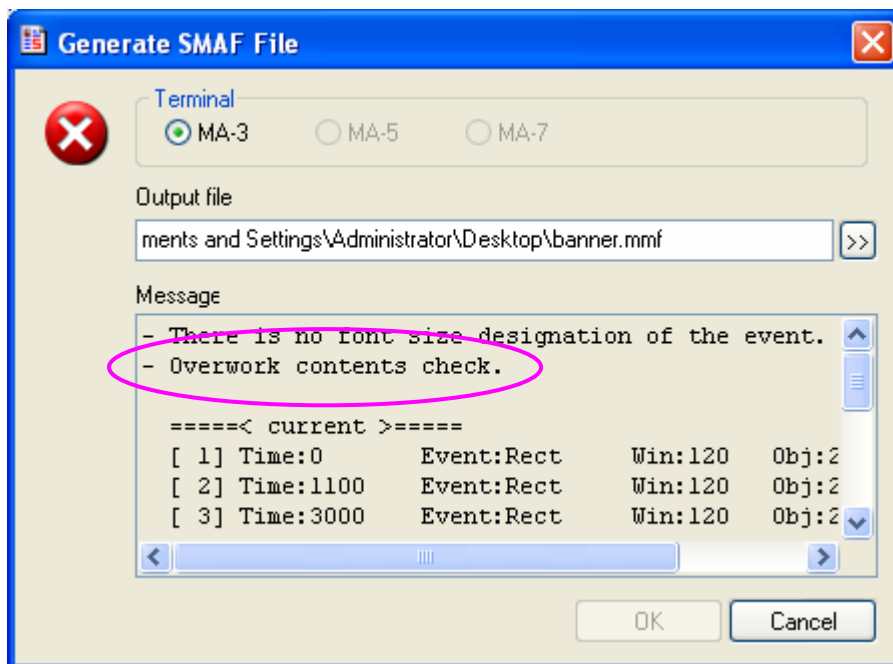 Generate SMAF File
Terminal
MA-3 MA-5 MA-7
Output file
ments and Settings\Administrator\Desktop\banner.mmf >>
Message
- There is no font size designation of the event.
- Overwork contents check.
=====< current >=====
[ 1] Time:0 Event:Rect Win:120 Obj:2
[ 2] Time:1100 Event:Rect Win:120 Obj:2
[ 3] Time:3000 Event:Rect Win:120 Obj:2
OK Cancel